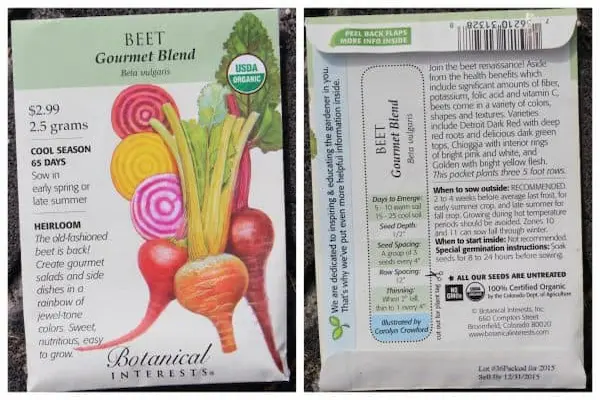 BEET
Gourmet Blend
Beta vulgaris
USDA
ORGANIC
$2.99
2.5 grams
COOL SEASON
65 DAYS
Sow in
early spring or
late summer
HEIRLOOM
The old-fashioned
beet is back!
Create gourmet
salads and side
dishes in a
rainbow of
jewel-tone
colors. Sweet,
nutritious, easy
to grow.
Botanical
INTERESTS®
PEEL BACK FLAPS
MORE INFO INSIDE
We are dedicated to inspiring & educating the gardener in you.
That's why we've put even more helpful information inside.
BEET
Gourmet Blend
Beta vulgaris
Days to Emerge:
5 - 10 warm soil
15 - 25 cool soil
Seed Depth:
1/2"
Seed Spacing:
A group of 3
seeds every 4"
Row Spacing:
12"
Thinning:
When 2" tall,
thin to 1 every 4"
Illustrated by
Carolyn Crawford
cut out for plant tag
Join the beet renaissance! Aside
from the health benefits which
include significant amounts of fiber,
potassium, folic acid and vitamin C,
beets come in a variety of colors,
shapes and textures. Varieties
include Detroit Dark Red with deep
red roots and delicious dark green
tops, Chioggia with interior rings
of bright pink and white, and
Golden with bright yellow flesh.
This packet plants three 5 foot rows.
When to sow outside: RECOMMENDED.
2 to 4 weeks before average last frost, for
early summer crop, and late summer for
fall crop. Growing during hot temperature
periods should be avoided. Zones 10
and 11 can sow fall through winter.
When to start inside: Not recommended.
Special germination instructions: Soak
seeds for 8 to 24 hours before sowing.
ALL OUR SEEDS ARE UNTREATED
NO
GMOs
USDA
ORGANIC
100% Certified Organic
by the Colorado Dept. of Agriculture
© Botanical Interests, Inc.
660 Compton Street
Broomfield, Colorado 80020
www.botanicalinterests.com
Lot #36Packed for 2015
Sell By 12/31/2015